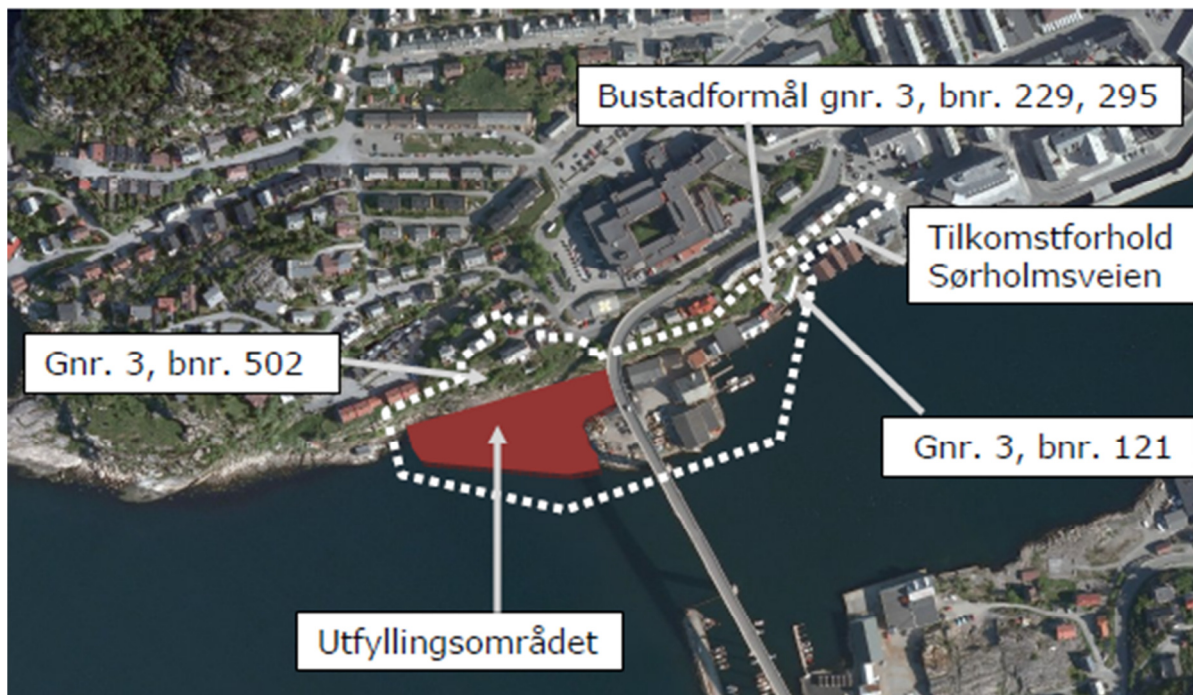 Bustadformål gnr. 3, bnr. 229, 295
Tilkomstforhold
Sørholmsveien
Gnr. 3, bnr. 502
Gnr. 3, bnr. 121
Utfyllingsområdet